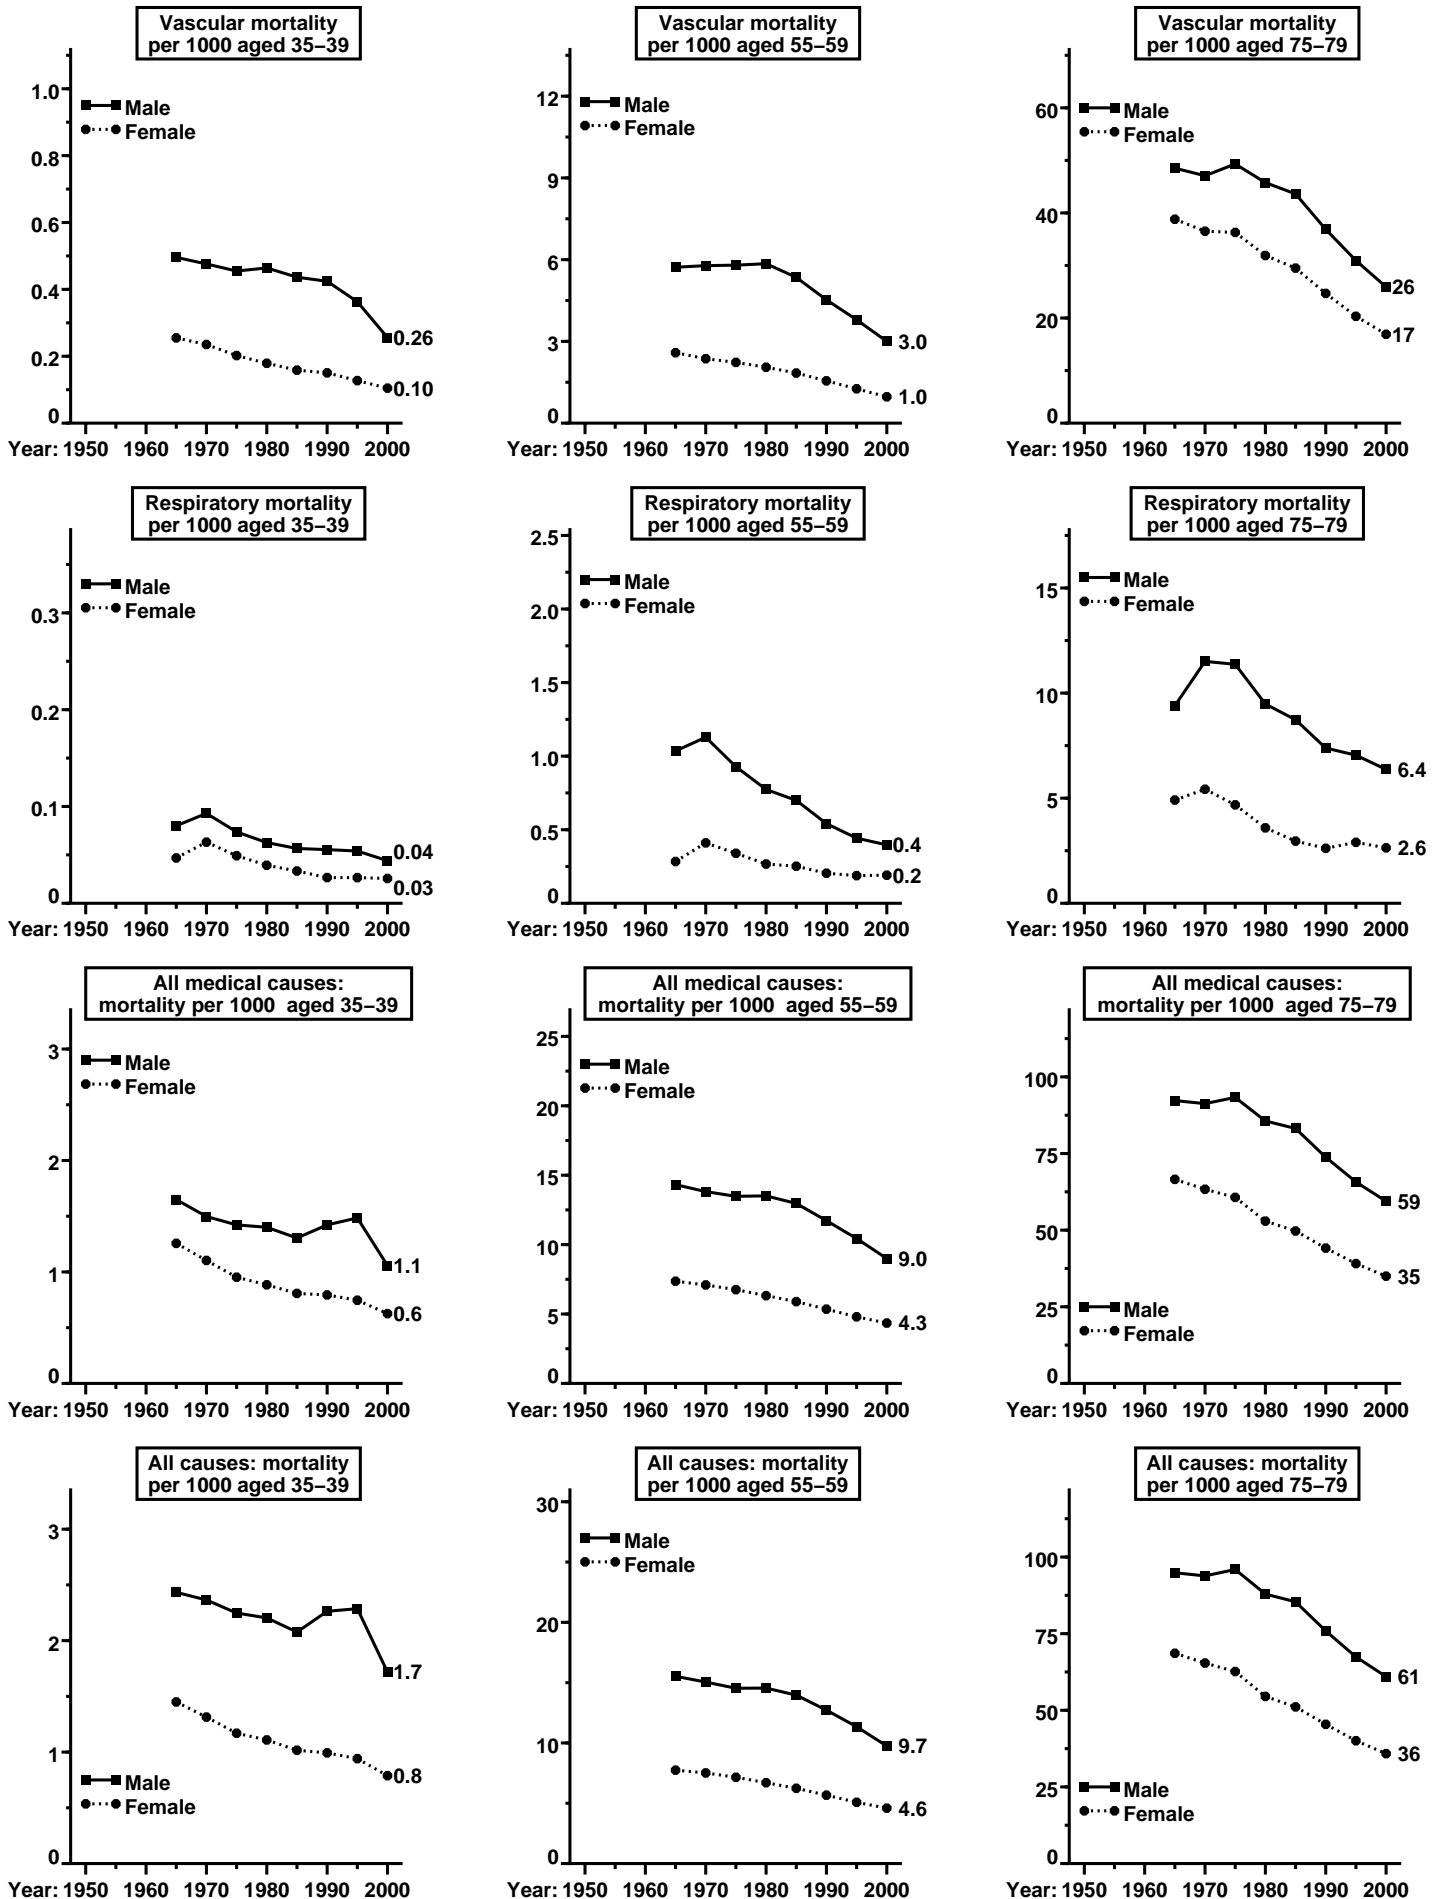 Vascular mortality
per 1000 aged 35–39
1.0
0.8
0.6
0.4
0.2
0
Male
Female
0.26
0.10
Year: 1950 1960 1970 1980 1990 2000
Vascular mortality
per 1000 aged 55–59
12
9
6
3
0
Male
Female
3.0
1.0
Year: 1950 1960 1970 1980 1990 2000
Vascular mortality
per 1000 aged 75–79
60
40
20
0
Male
Female
26
17
Year: 1950 1960 1970 1980 1990 2000
Respiratory mortality
per 1000 aged 35–39
0.3
0.2
0.1
0
Male
Female
0.04
0.03
Year: 1950 1960 1970 1980 1990 2000
Respiratory mortality
per 1000 aged 55–59
2.5
2.0
1.5
1.0
0.5
0
Male
Female
0.4
0.2
Year: 1950 1960 1970 1980 1990 2000
Respiratory mortality
per 1000 aged 75–79
15
10
5
0
Male
Female
6.4
2.6
Year: 1950 1960 1970 1980 1990 2000
All medical causes:
mortality per 1000 aged 35–39
3
2
1
0
Male
Female
1.1
0.6
Year: 1950 1960 1970 1980 1990 2000
All medical causes:
mortality per 1000 aged 55–59
25
20
15
10
5
0
Male
Female
9.0
4.3
Year: 1950 1960 1970 1980 1990 2000
All medical causes:
mortality per 1000 aged 75–79
100
75
50
25
0
59
35
Male
Female
Year: 1950 1960 1970 1980 1990 2000
All causes: mortality
per 1000 aged 35–39
3
2
1
0
1.7
0.8
Male
Female
Year: 1950 1960 1970 1980 1990 2000
All causes: mortality
per 1000 aged 55–59
30
20
10
0
Male
Female
9.7
4.6
Year: 1950 1960 1970 1980 1990 2000
All causes: mortality
per 1000 aged 75–79
100
75
50
25
0
61
36
Male
Female
Year: 1950 1960 1970 1980 1990 2000